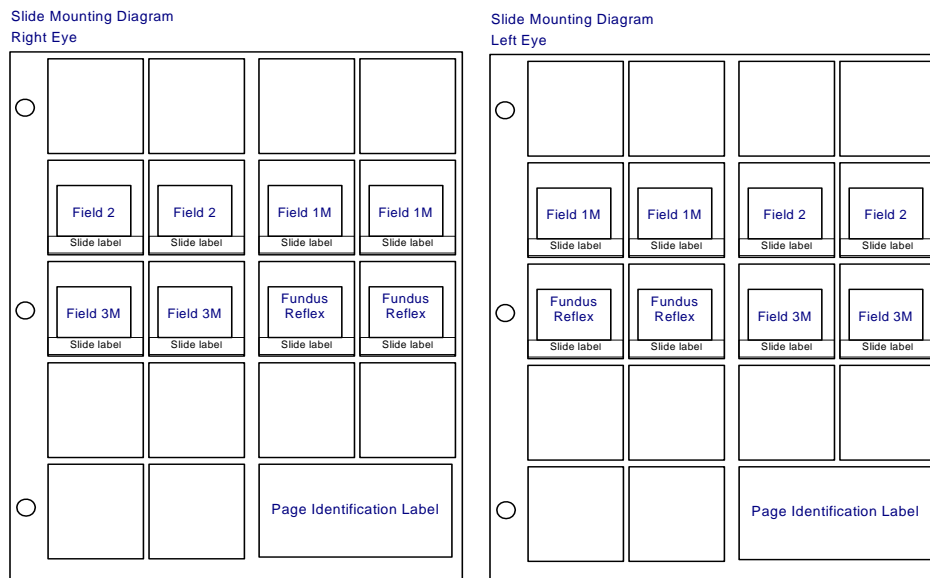 Slide Mounting Diagram
Right Eye
Field 2 Field 2 Field 1M Field 1M
Slide label Slide label Slide label Slide label
Field 3M Field 3M Fundus Reflex Fundus Reflex
Slide label Slide label Slide label Slide label
Page Identification Label
Slide Mounting Diagram
Left Eye
Field 1M Field 1M Field 2 Field 2
Slide label Slide label Slide label Slide label
Fundus Reflex Fundus Reflex Field 3M Field 3M
Slide label Slide label Slide label Slide label
Page Identification Label